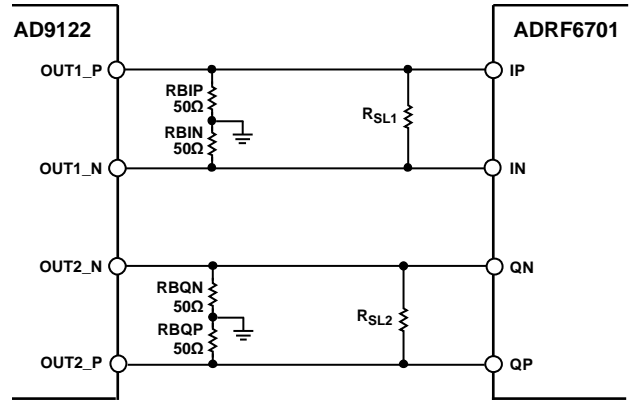 AD9122
ADRF6701
OUT1_P
IP
RBIP
50Ω
RBIN
50Ω
RSL1
OUT1_N
IN
OUT2_N
QN
RBQN
50Ω
RBQP
50Ω
RSL2
OUT2_P
QP